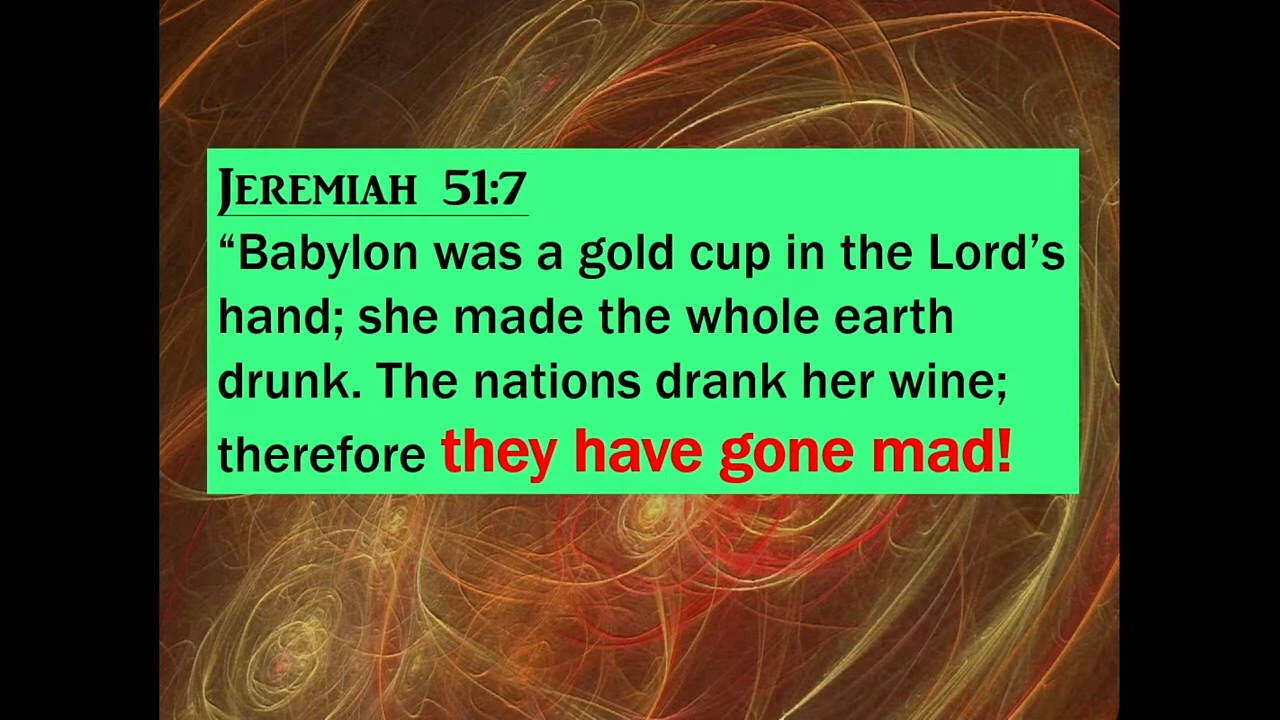 JEREMIAH 51:7
“Babylon was a gold cup in the Lord’s
hand; she made the whole earth
drunk. The nations drank her wine;
therefore they have gone mad!